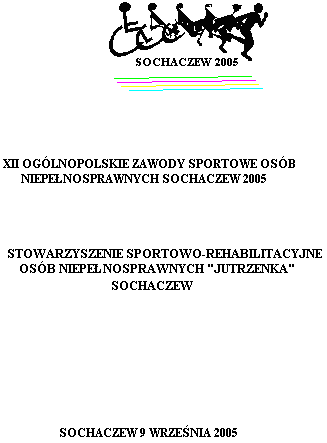 SOCHACZEW 2005
XII OGÓLNOPOLSKIE ZAWODY SPORTOWE OSÓB
NIEPEŁNOSPRAWNYCH SOCHACZEW 2005
STOWARZYSZENIE SPORTOWO-REHABILITACYJNE
OSÓB NIEPEŁNOSPRAWNYCH "JUTRZENKA"
SOCHACZEW
SOCHACZEW 9 WRZEŚNIA 2005